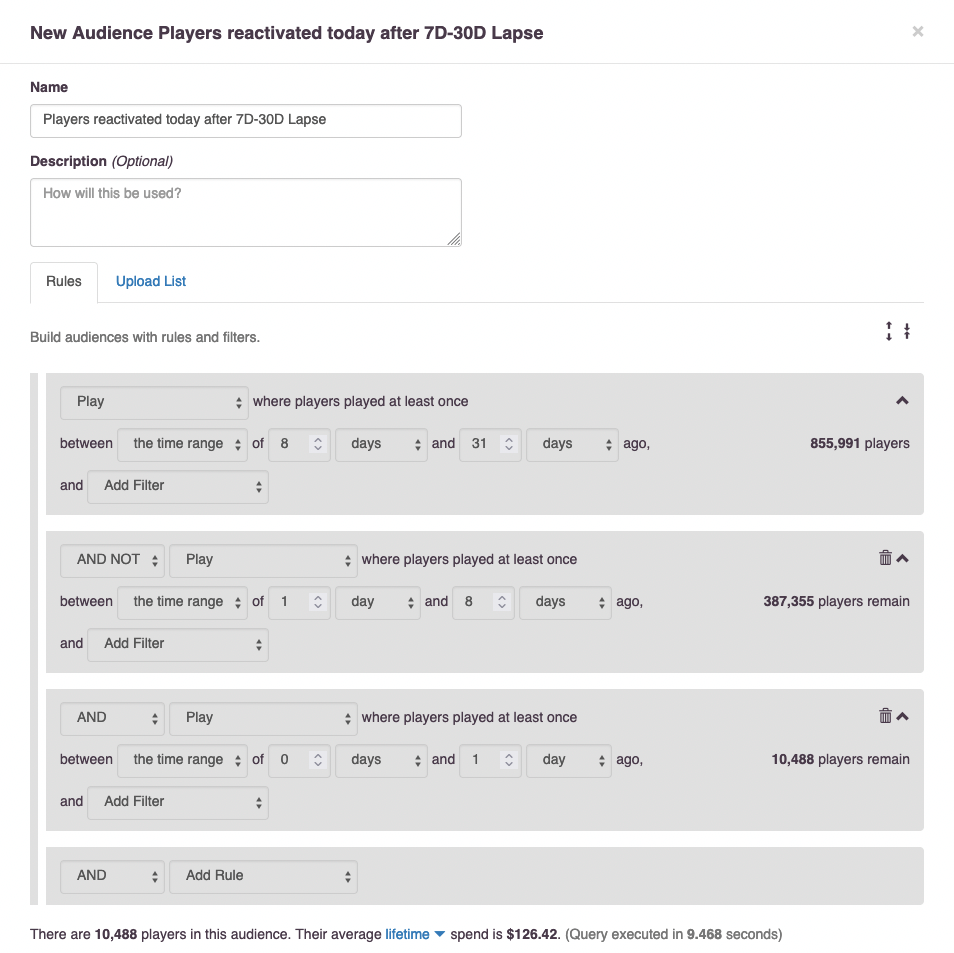 New Audience Players reactivated today after 7D-30D Lapse ×
Name
Players reactivated today after 7D-30D Lapse
Description (Optional)
How will this be used?
Rules Upload List
Build audiences with rules and filters.
Play where players played at least once
between the time range of 8 days and 31 days ago, 855,991 players
and Add Filter
AND NOT Play where players played at least once
between the time range of 1 day and 8 days ago, 387,355 players remain
and Add Filter
AND Play where players played at least once
between the time range of 0 days and 1 day ago, 10,488 players remain
and Add Filter
AND Add Rule
There are 10,488 players in this audience. Their average lifetime spend is $126.42. (Query executed in 9.468 seconds)